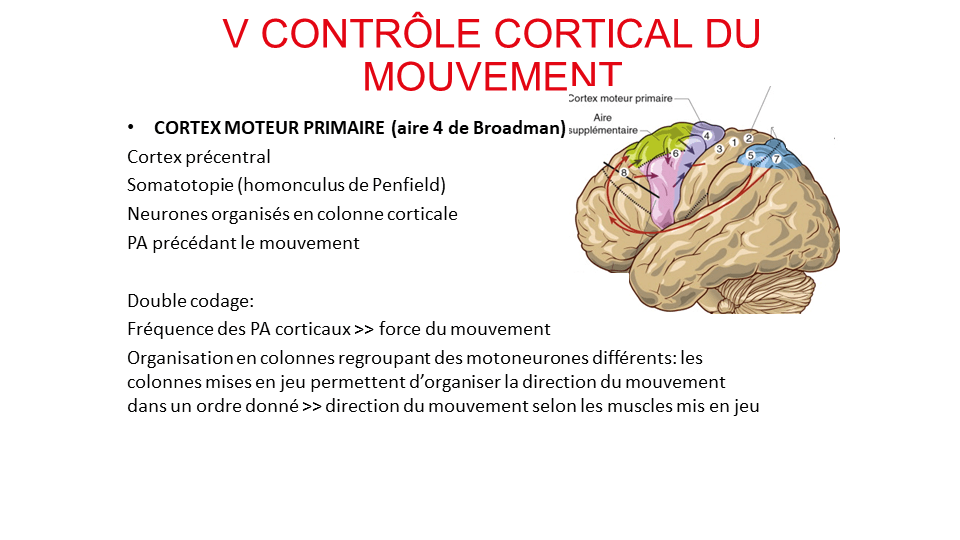 V CONTRÔLE CORTICAL DU
MOUVEMENT
Cortex moteur primaire
Aire
supplémentaire
• CORTEX MOTEUR PRIMAIRE (aire 4 de Broadman)
Cortex précentral
Somatotopie (homonculus de Penfield)
Neurones organisés en colonne corticale
PA précédant le mouvement
4
6
8
3
1
2
5
7
Double codage:
Fréquence des PA corticaux >> force du mouvement
Organisation en colonnes regroupant des motoneurones différents: les
colonnes mises en jeu permettent d’organiser la direction du mouvement
dans un ordre donné >> direction du mouvement selon les muscles mis en jeu